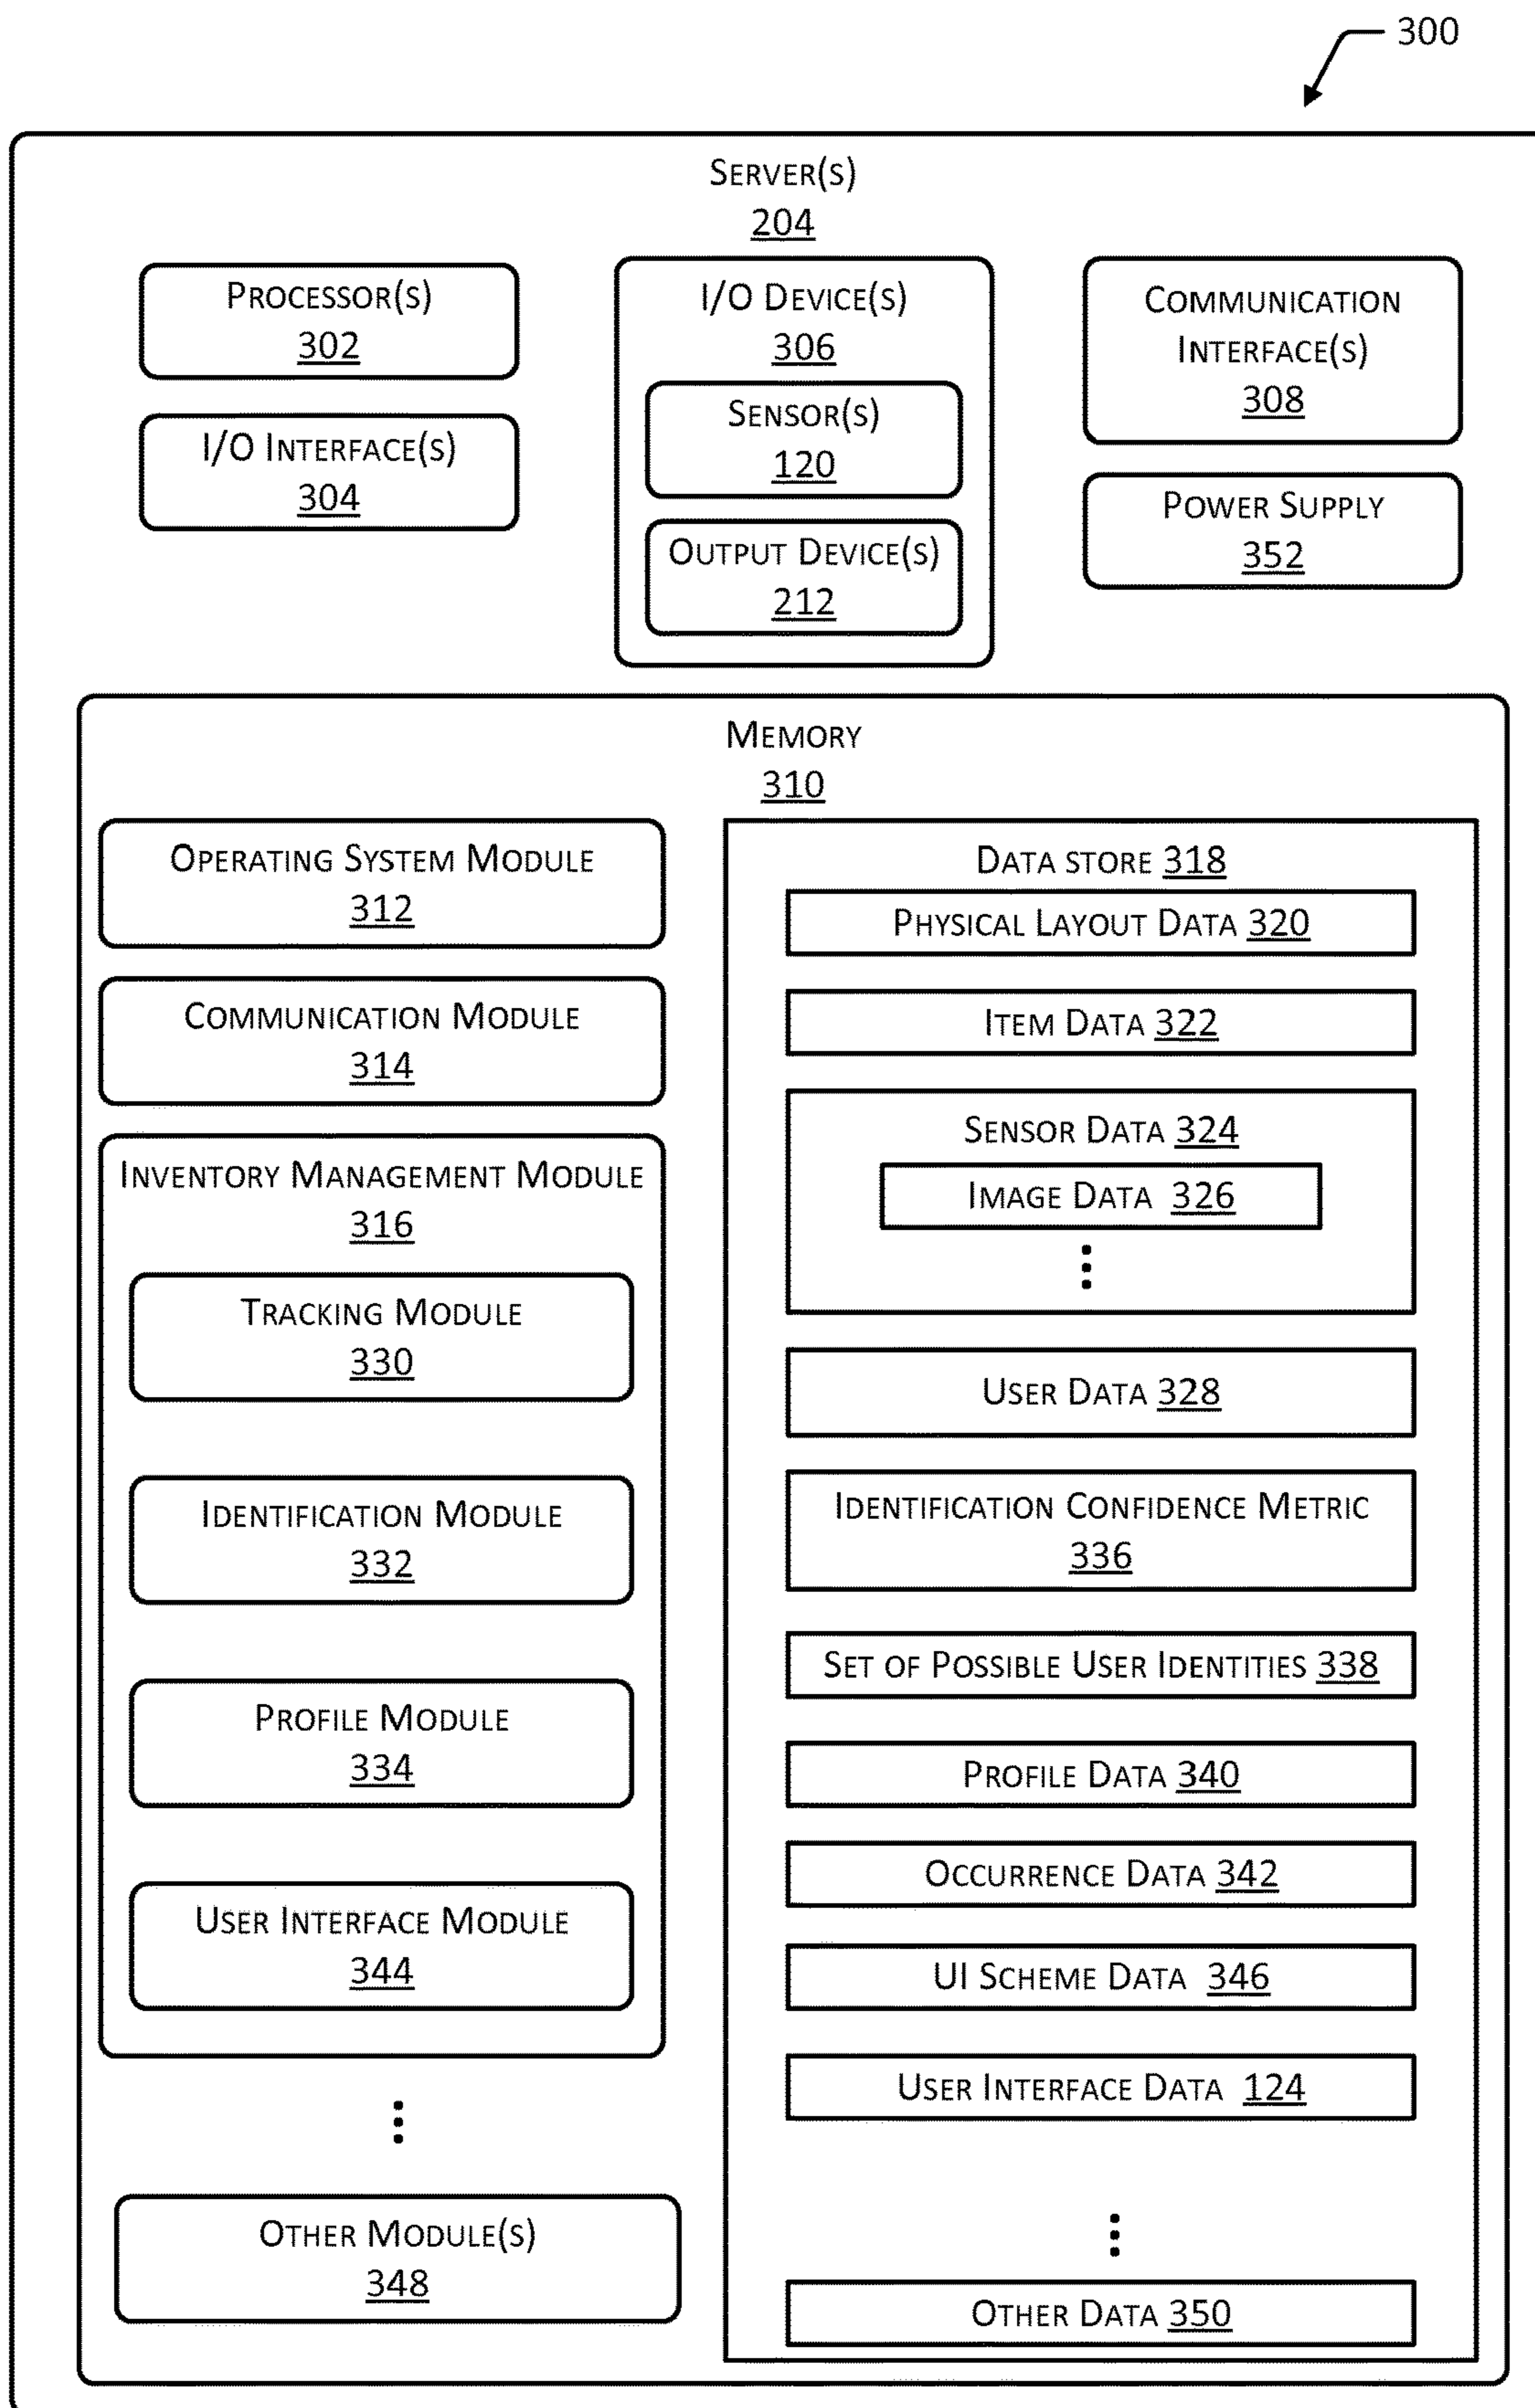 300
Server(s)
204
Processor(s)
302
I/O Interface(s)
304
I/O Device(s)
306
Sensor(s)
120
Output Device(s)
212
Communication
Interface(s)
308
Power Supply
352
Memory
310
Operating System Module
312
Communication Module
314
Inventory Management Module
316
Tracking Module
330
Identification Module
332
Profile Module
334
User Interface Module
344
Other Module(s)
348
Data store 318
Physical Layout Data 320
Item Data 322
Sensor Data 324
Image Data 326
User Data 328
Identification Confidence Metric
336
Set of Possible User Identities 338
Profile Data 340
Occurrence Data 342
UI Scheme Data 346
User Interface Data 124
Other Data 350